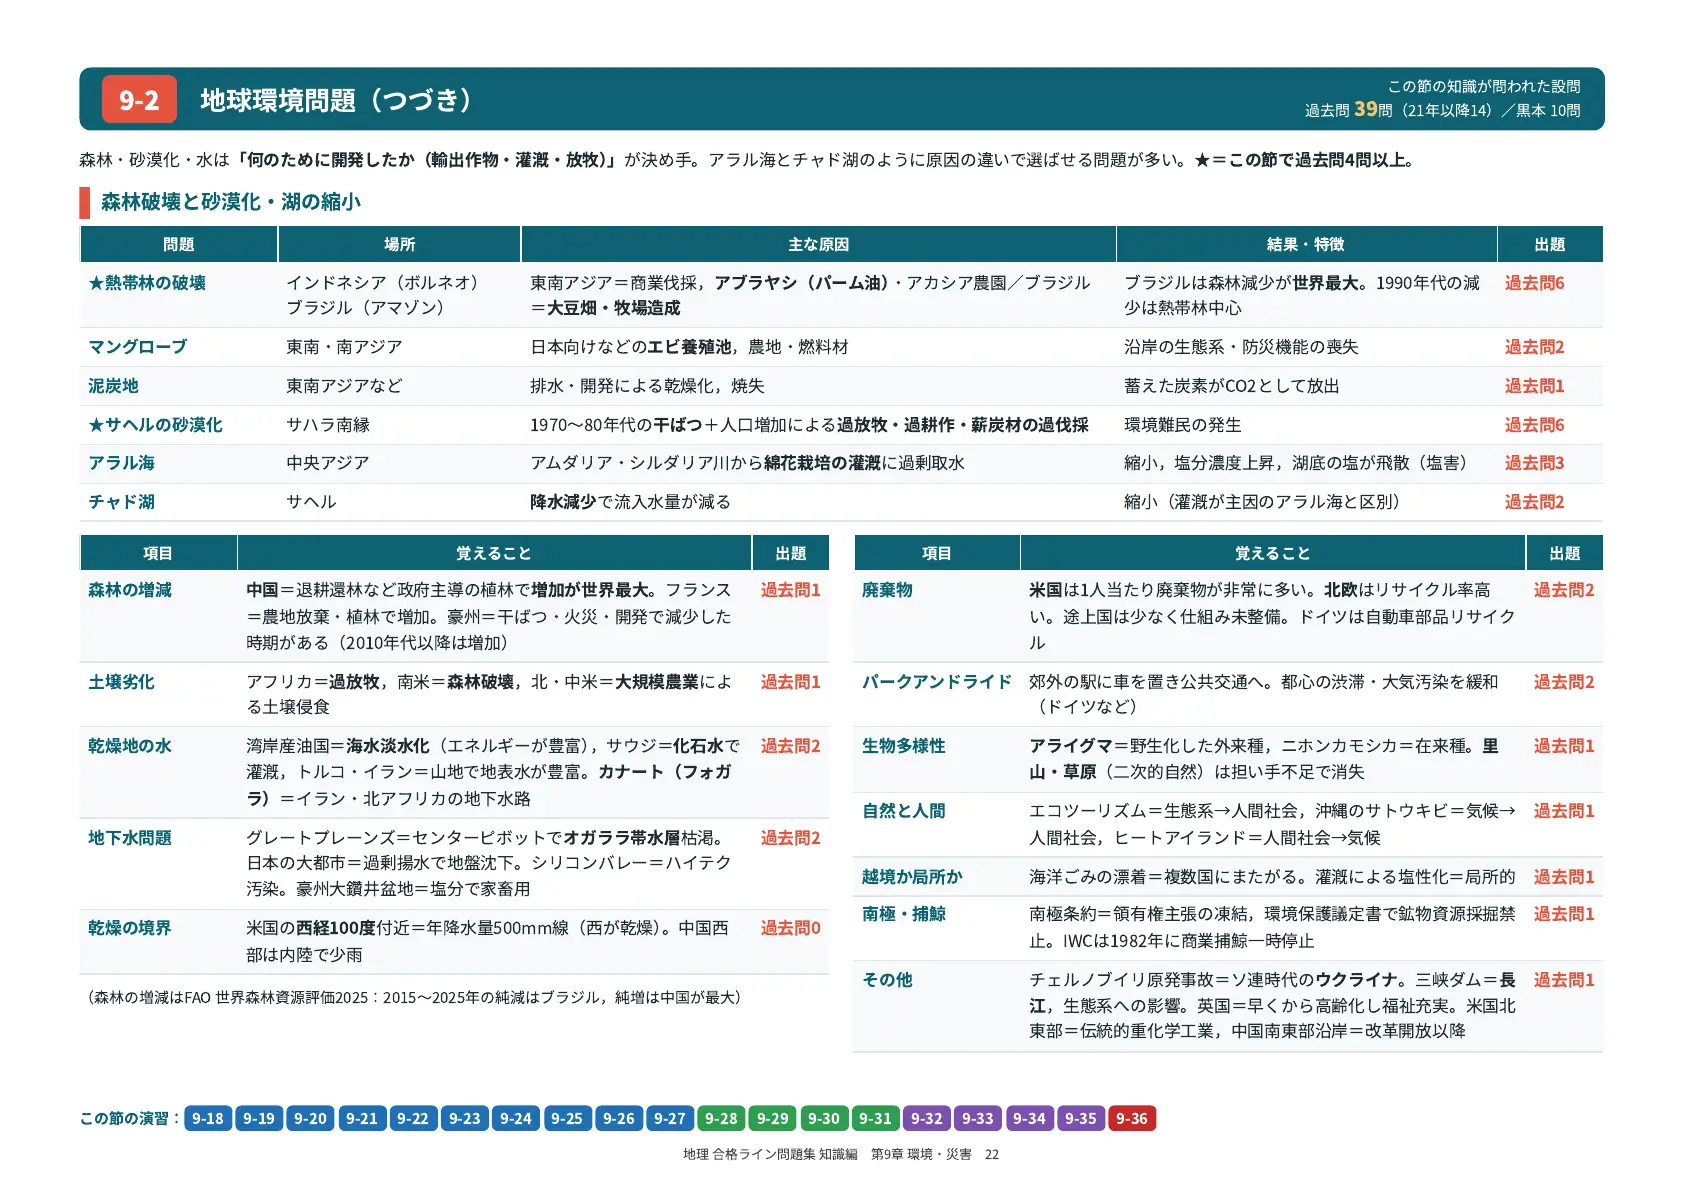 9-2 地球環境問題（つづき）
この節の知識が問われた設問
過去問 39問（21年以降14）／黒本 10問
森林・砂漠化・水は「何のために開発したか（輸出作物・灌漑・放牧）」が決め手。アラル海とチャド湖のように原因の違いで選ばせる問題が多い。★＝この節で過去問4問以上。
森林破壊と砂漠化・湖の縮小
問題 場所 主な原因 結果・特徴 出題
★熱帯林の破壊 インドネシア（ボルネオ） 東南アジア＝商業伐採，アブラヤシ（パーム油）・アカシア農園／ブラジル ブラジルは森林減少が世界最大。1990年代の減 過去問6
ブラジル（アマゾン） ＝大豆畑・牧場造成 少は熱帯林中心
マングローブ 東南・南アジア 日本向けなどのエビ養殖池，農地・燃料材 沿岸の生態系・防災機能の喪失 過去問2
泥炭地 東南アジアなど 排水・開発による乾燥化，焼失 蓄えた炭素がCO2として放出 過去問1
★サヘルの砂漠化 サハラ南縁 1970〜80年代の干ばつ＋人口増加による過放牧・過耕作・薪炭材の過伐採 環境難民の発生 過去問6
アラル海 中央アジア アムダリア・シルダリア川から綿花栽培の灌漑に過剰取水 縮小，塩分濃度上昇，湖底の塩が飛散（塩害） 過去問3
チャド湖 サヘル 降水減少で流入水量が減る 縮小（灌漑が主因のアラル海と区別） 過去問2
項目 覚えること 出題
森林の増減 中国＝退耕還林など政府主導の植林で増加が世界最大。フランス 過去問1
＝農地放棄・植林で増加。豪州＝干ばつ・火災・開発で減少した
時期がある（2010年代以降は増加）
土壌劣化 アフリカ＝過放牧，南米＝森林破壊，北・中米＝大規模農業によ 過去問1
る土壌侵食
乾燥地の水 湾岸産油国＝海水淡水化（エネルギーが豊富），サウジ＝化石水で 過去問2
灌漑，トルコ・イラン＝山地で地表水が豊富。カナート（フォガ
ラ）＝イラン・北アフリカの地下水路
地下水問題 グレートプレーンズ＝センターピボットでオガララ帯水層枯渇。 過去問2
日本の大都市＝過剰揚水で地盤沈下。シリコンバレー＝ハイテク
汚染。豪州大鑽井盆地＝塩分で家畜用
乾燥の境界 米国の西経100度付近＝年降水量500mm線（西が乾燥）。中国西 過去問0
部は内陸で少雨
（森林の増減はFAO 世界森林資源評価2025：2015〜2025年の純減はブラジル，純増は中国が最大）
項目 覚えること 出題
廃棄物 米国は1人当たり廃棄物が非常に多い。北欧はリサイクル率高 過去問2
い。途上国は少なく仕組み未整備。ドイツは自動車部品リサイク
ル
パークアンドライド 郊外の駅に車を置き公共交通へ。都心の渋滞・大気汚染を緩和 過去問2
（ドイツなど）
生物多様性 アライグマ＝野生化した外来種，ニホンカモシカ＝在来種。里 過去問1
山・草原（二次的自然）は担い手不足で消失
自然と人間 エコツーリズム＝生態系→人間社会，沖縄のサトウキビ＝気候→ 過去問1
人間社会，ヒートアイランド＝人間社会→気候
越境か局所か 海洋ごみの漂着＝複数国にまたがる。灌漑による塩性化＝局所的 過去問1
南極・捕鯨 南極条約＝領有権主張の凍結，環境保護議定書で鉱物資源採掘禁 過去問1
止。IWCは1982年に商業捕鯨一時停止
その他 チェルノブイリ原発事故＝ソ連時代のウクライナ。三峡ダム＝長 過去問1
江，生態系への影響。英国＝早くから高齢化し福祉充実。米国北
東部＝伝統的重化学工業，中国南東部沿岸＝改革開放以降
この節の演習： 9-18 9-19 9-20 9-21 9-22 9-23 9-24 9-25 9-26 9-27 9-28 9-29 9-30 9-31 9-32 9-33 9-34 9-35 9-36
地理 合格ライン問題集 知識編 第9章 環境・災害 22